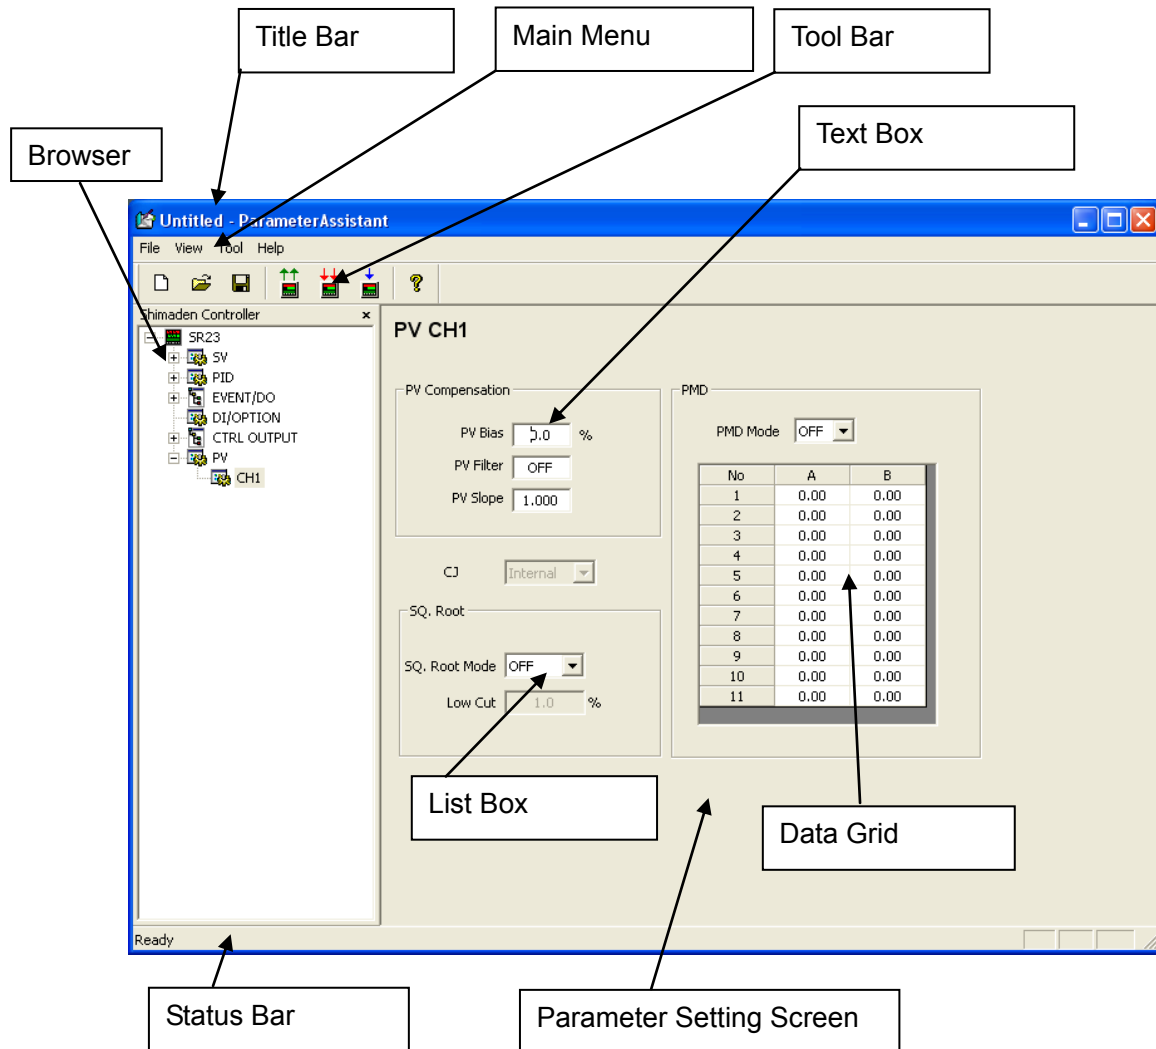 Title Bar
Main Menu
Tool Bar
Text Box
Browser
Untitled - ParameterAssistant
File View Tool Help
Shimaden Controller
SR23
SV
PID
EVENT/DO
DI/OPTION
CTRL OUTPUT
PV
CH1
PV CH1
PV Compensation
PV Bias %
PV Filter OFF
PV Slope 1.000
CJ Internal
SQ. Root
SQ. Root Mode OFF
Low Cut 1.0 %
PMD
PMD Mode OFF
No A B
1 0.00 0.00
2 0.00 0.00
3 0.00 0.00
4 0.00 0.00
5 0.00 0.00
6 0.00 0.00
7 0.00 0.00
8 0.00 0.00
9 0.00 0.00
10 0.00 0.00
11 0.00 0.00
List Box
Data Grid
Ready
Status Bar
Parameter Setting Screen